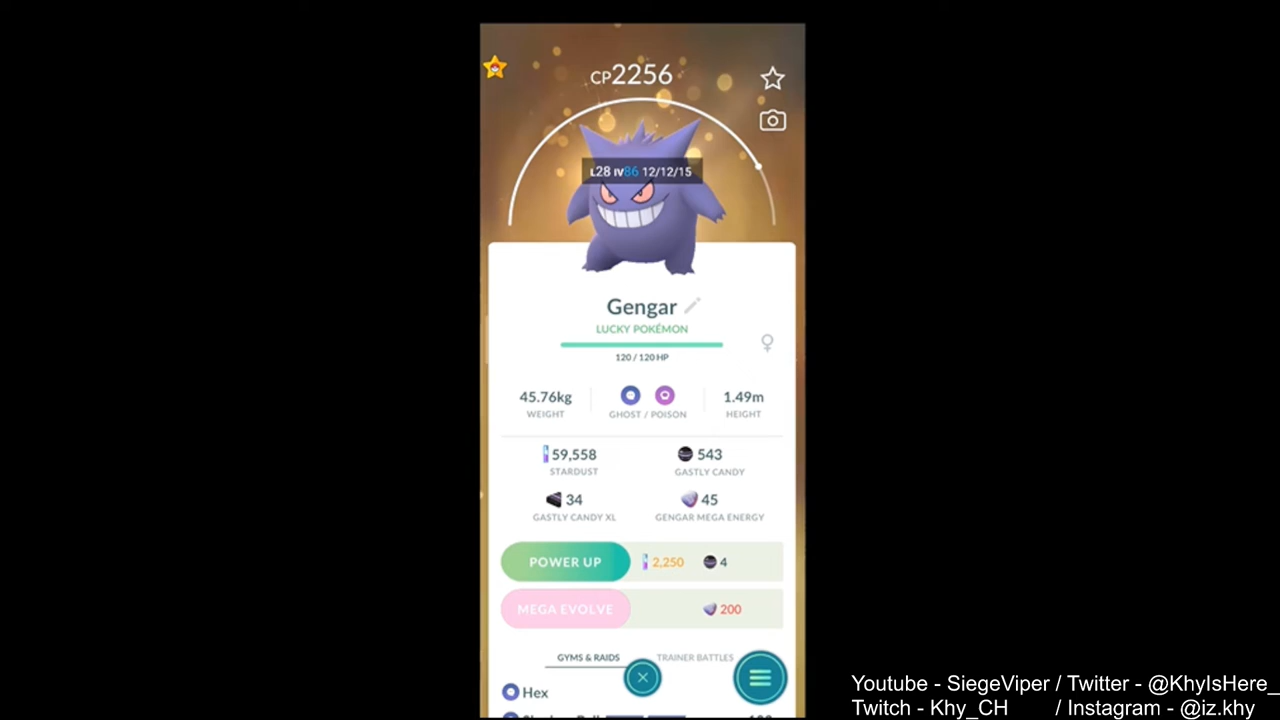 CP2256
L28 IV86 12/12/15
Gengar
LUCKY POKÉMON
120 / 120 HP
45.76kg
WEIGHT
GHOST / POISON
1.49m
HEIGHT
59,558
STARDUST
543
GASTLY CANDY
34
GASTLY CANDY XL
45
GENGAR MEGA ENERGY
POWER UP 2,250 4
MEGA EVOLVE 200
GYMS & RAIDS TRAINER BATTLES
Hex
Youtube - SiegeViper / Twitter - @KhyIsHere_
Twitch - Khy_CH / Instagram - @iz.khy